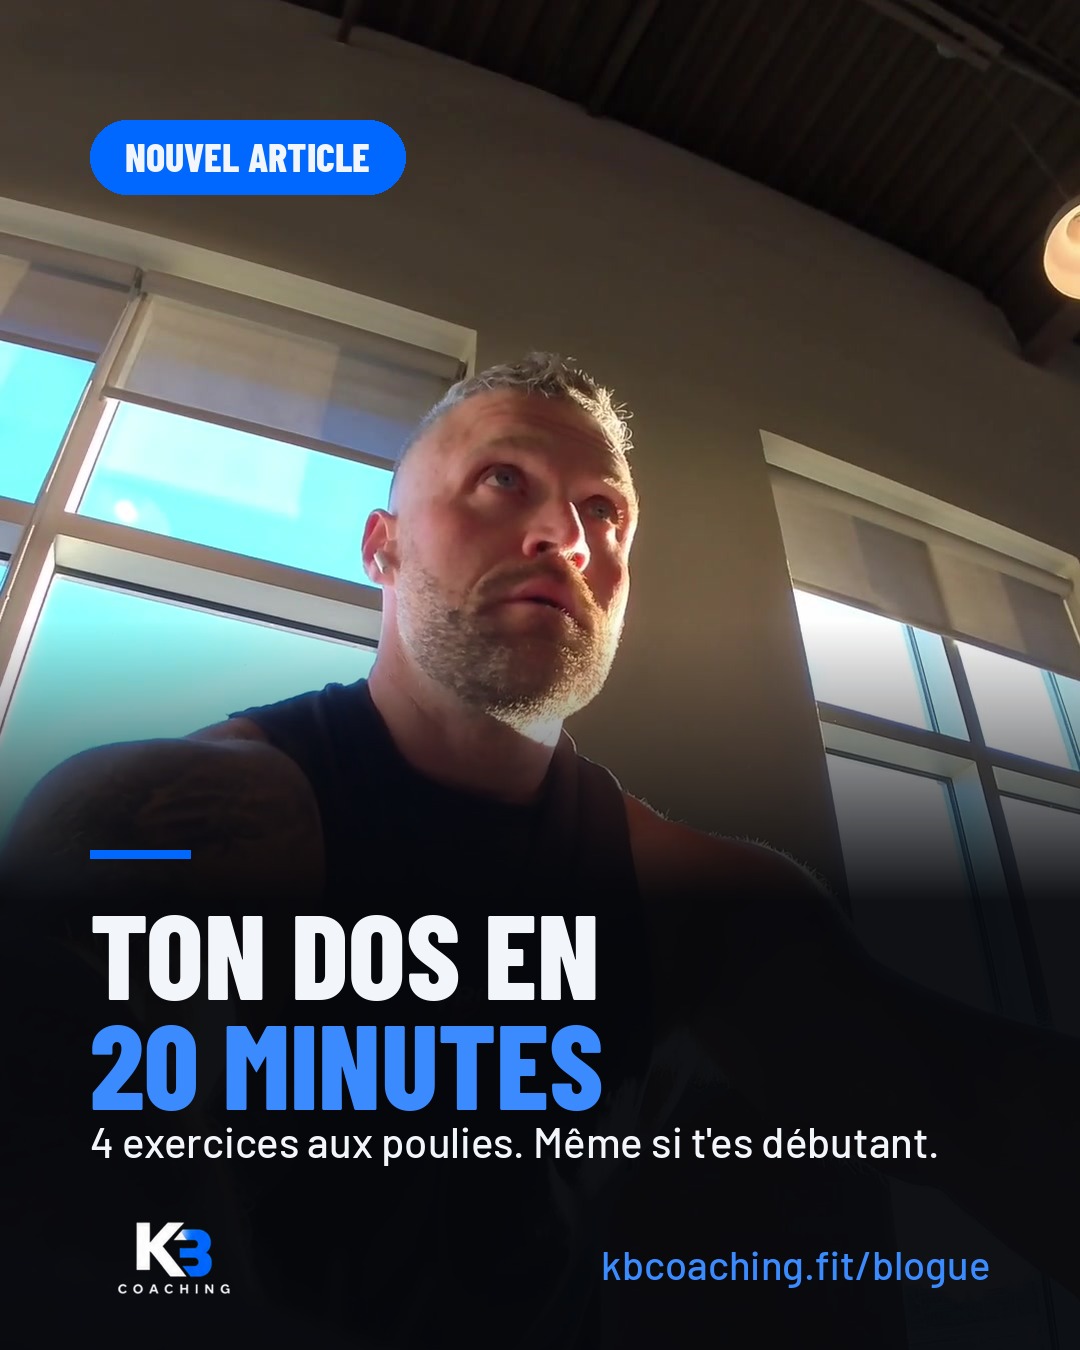 NOUVEL ARTICLE
TON DOS EN
20 MINUTES
4 exercices aux poulies. Même si t'es débutant.
KB
COACHING
kbcoaching.fit/blogue